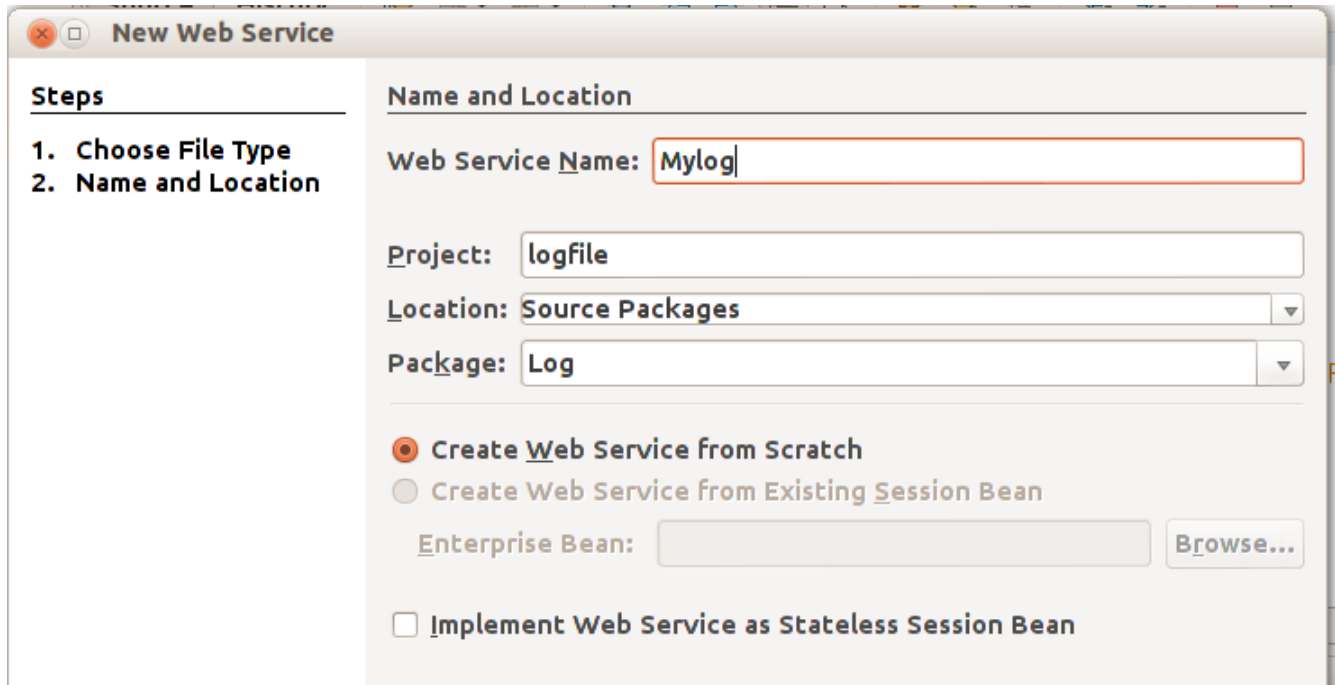 New Web Service
Steps
1. Choose File Type
2. Name and Location
Name and Location
Web Service Name: Mylog
Project: logfile
Location: Source Packages
Package: Log
Create Web Service from Scratch
Create Web Service from Existing Session Bean
Enterprise Bean: Browse...
Implement Web Service as Stateless Session Bean